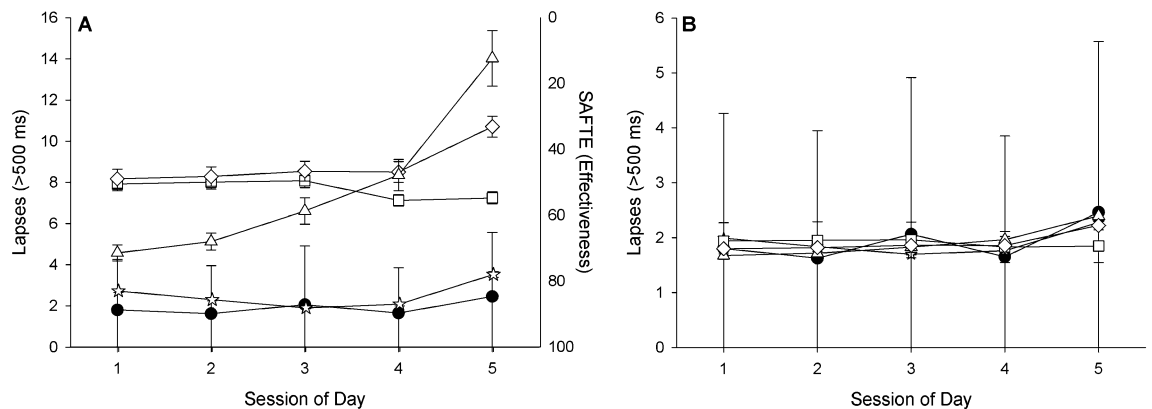 A
16
14
12
10
8
6
4
2
0
Lapses (>500 ms)
0
20
40
60
80
100
SAFTE (Effectiveness)
1 2 3 4 5
Session of Day
B
6
5
4
3
2
1
0
Lapses (>500 ms)
1 2 3 4 5
Session of Day